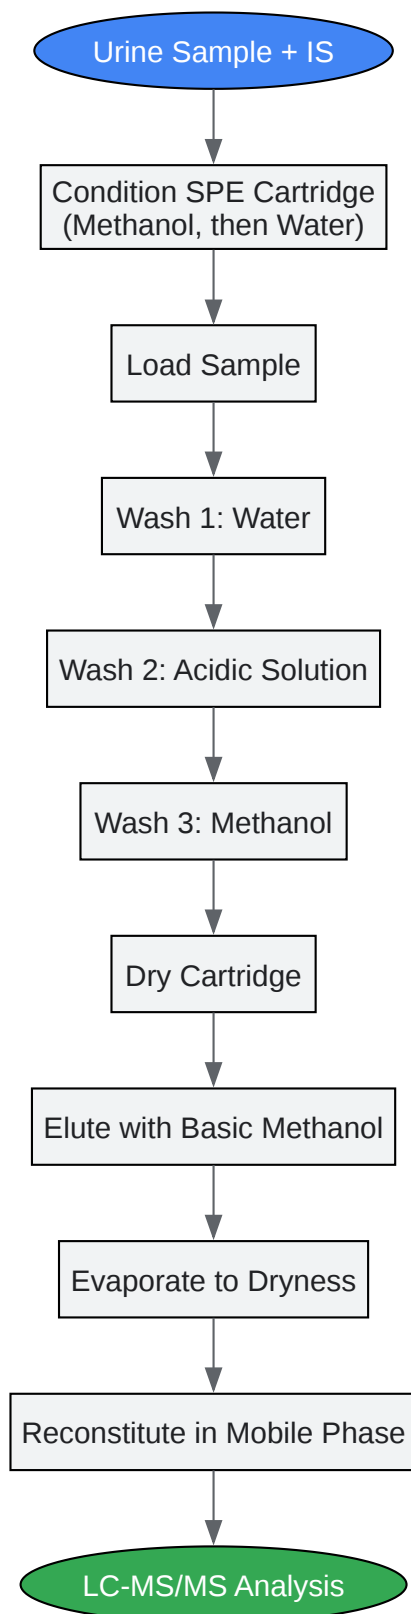 Urine Sample + IS
Condition SPE Cartridge
(Methanol, then Water)
Load Sample
Wash 1: Water
Wash 2: Acidic Solution
Wash 3: Methanol
Dry Cartridge
Elute with Basic Methanol
Evaporate to Dryness
Reconstitute in Mobile Phase
LC-MS/MS Analysis